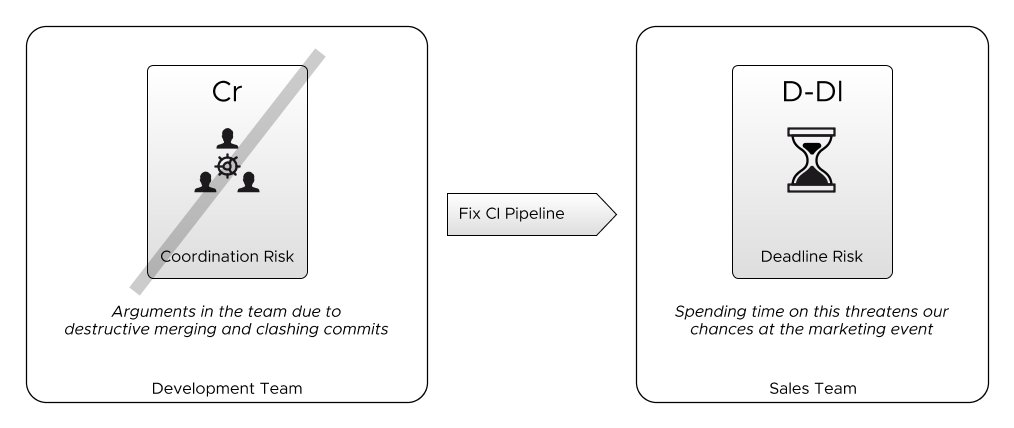 Cr
Coordination Risk
Arguments in the team due to
destructive merging and clashing commits
Development Team
Fix CI Pipeline
D-Dl
Deadline Risk
Spending time on this threatens our
chances at the marketing event
Sales Team